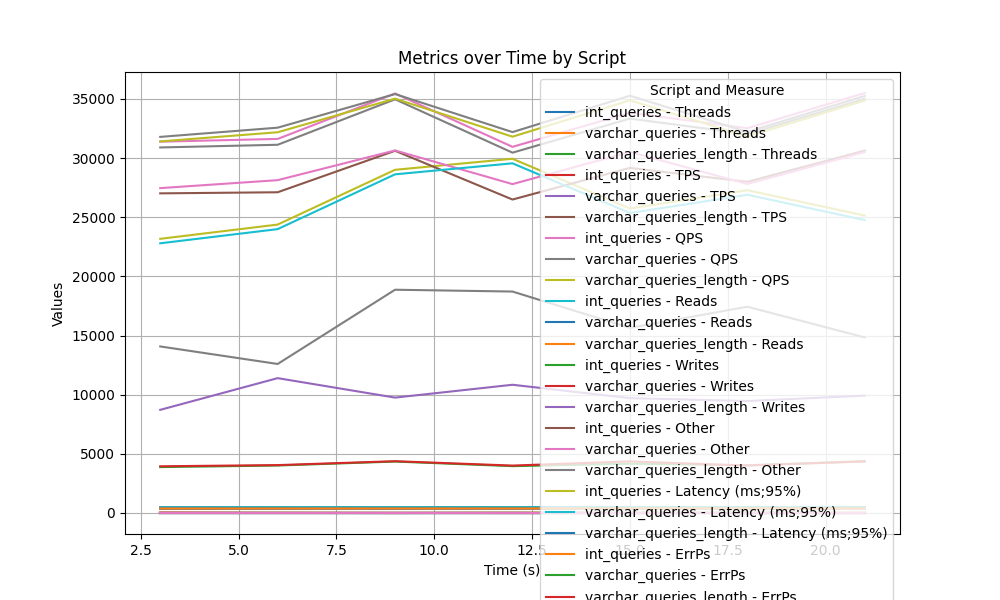 Metrics over Time by Script
Script and Measure
int_queries - Threads
varchar_queries - Threads
varchar_queries_length - Threads
int_queries - TPS
varchar_queries - TPS
varchar_queries_length - TPS
int_queries - QPS
varchar_queries - QPS
varchar_queries_length - QPS
int_queries - Reads
varchar_queries - Reads
varchar_queries_length - Reads
int_queries - Writes
varchar_queries - Writes
varchar_queries_length - Writes
int_queries - Other
varchar_queries - Other
varchar_queries_length - Other
int_queries - Latency (ms;95%)
varchar_queries - Latency (ms;95%)
varchar_queries_length - Latency (ms;95%)
int_queries - ErrPs
varchar_queries - ErrPs
varchar_queries_length - ErrPs
35000
30000
25000
20000
15000
10000
5000
0
Values
2.5 5.0 7.5 10.0 12.5 15.0 17.5 20.0
Time (s)